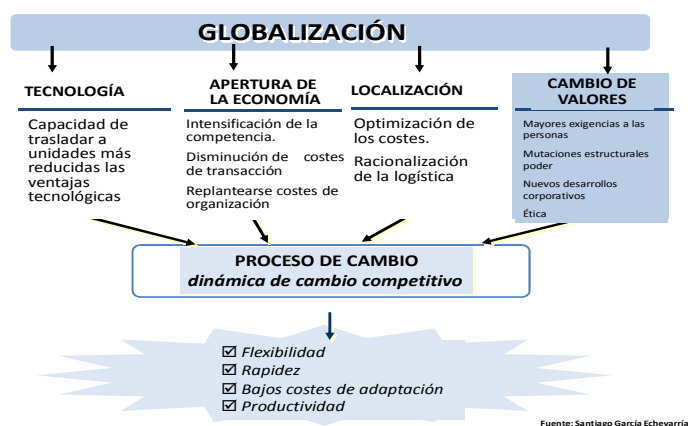 GLOBALIZACIÓN
TECNOLOGÍA
Capacidad de
trasladar a
unidades más
reducidas las
ventajas
tecnológicas
APERTURA DE
LA ECONOMÍA
Intensificación de la
competencia.
Disminución de costes
de transacción
Replantearse costes de
organización
LOCALIZACIÓN
Optimización de
los costes.
Racionalización
de la logística
CAMBIO DE
VALORES
Mayores exigencias a las
personas
Mutaciones estructurales
poder
Nuevos desarrollos
corporativos
Ética
PROCESO DE CAMBIO
dinámica de cambio competitivo
☑ Flexibilidad
☑ Rapidez
☑ Bajos costes de adaptación
☑ Productividad
Fuente: Santiago García Echevarría